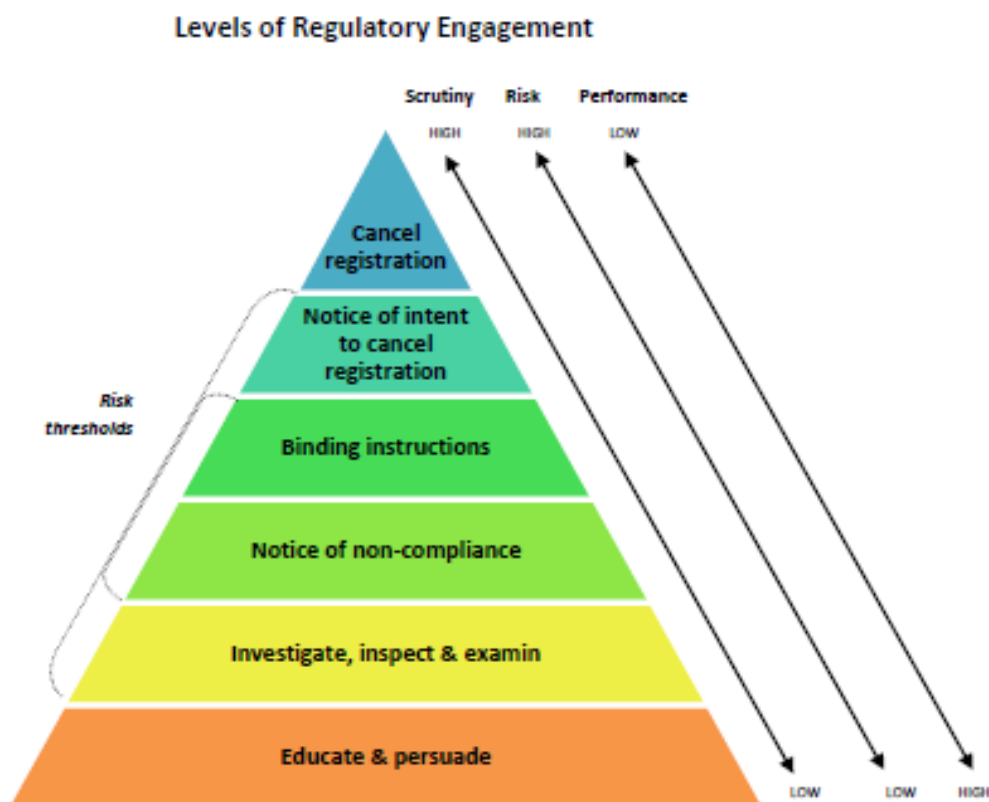 Levels of Regulatory Engagement
Scrutiny Risk Performance
HIGH HIGH LOW
Cancel
registration
Notice of intent
to cancel
registration
Risk
thresholds
Binding instructions
Notice of non-compliance
Investigate, inspect & examin
Educate & persuade
LOW LOW HIGH